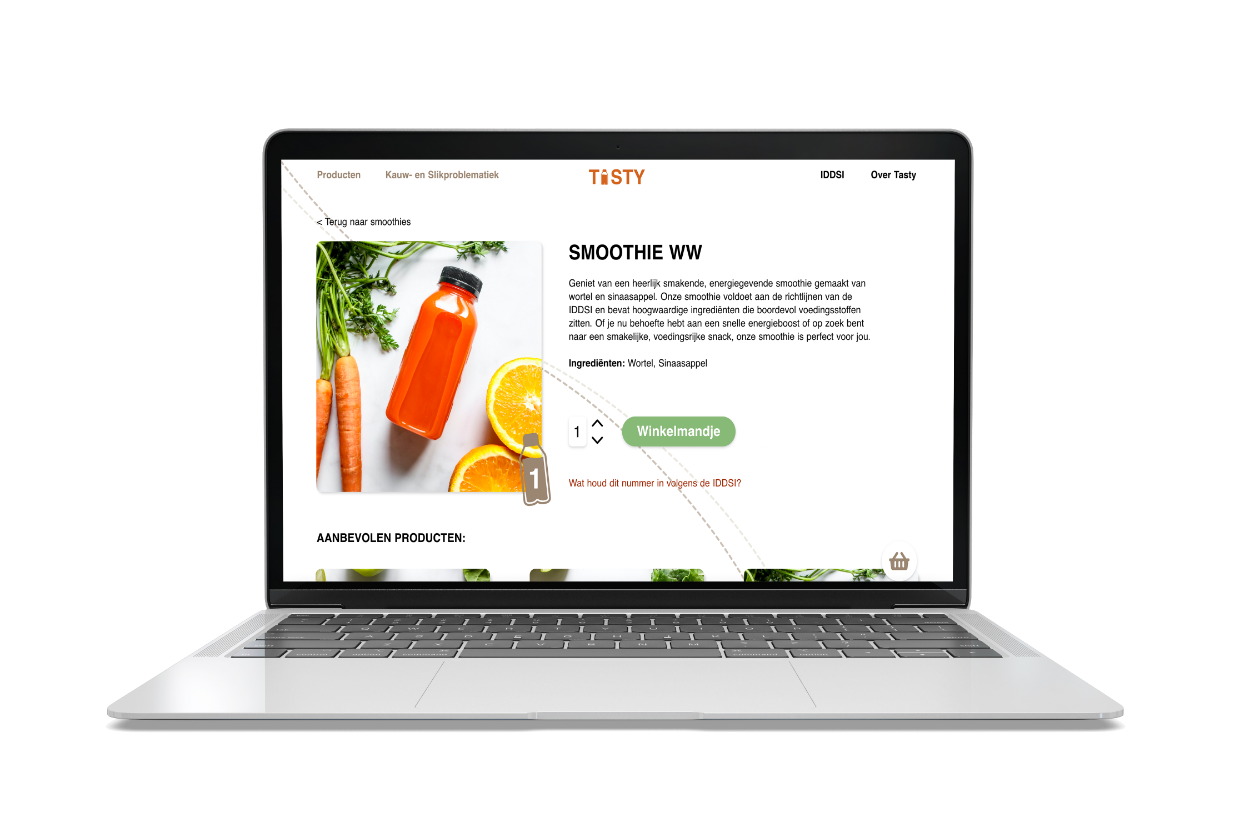 Producten Kauw- en Slikproblematiek TASTY IDDSI Over Tasty
< Terug naar smoothies
SMOOTHIE WW
Geniet van een heerlijk smakende, energiegevende smoothie gemaakt van
wortel en sinaasappel. Onze smoothie voldoet aan de richtlijnen van de
IDDSI en bevat hoogwaardige ingrediënten die boordevol voedingsstoffen
zitten. Of je nu behoefte hebt aan een snelle energieboost of op zoek bent
naar een smakelijke, voedingsrijke snack, onze smoothie is perfect voor jou.
Ingrediënten: Wortel, Sinaasappel
1 Winkelmandje
1
Wat houd dit nummer in volgens de IDDSI?
AANBEVOLEN PRODUCTEN: